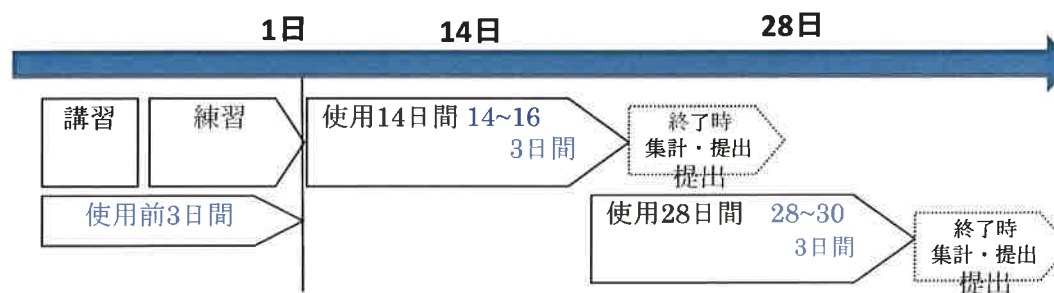 1日 14日 28日
講習 練習 使用14日間 14~16
3日間
終了時
集計・提出
提出
使用前3日間
使用28日間 28~30
3日間
終了時
集計・提出
提出